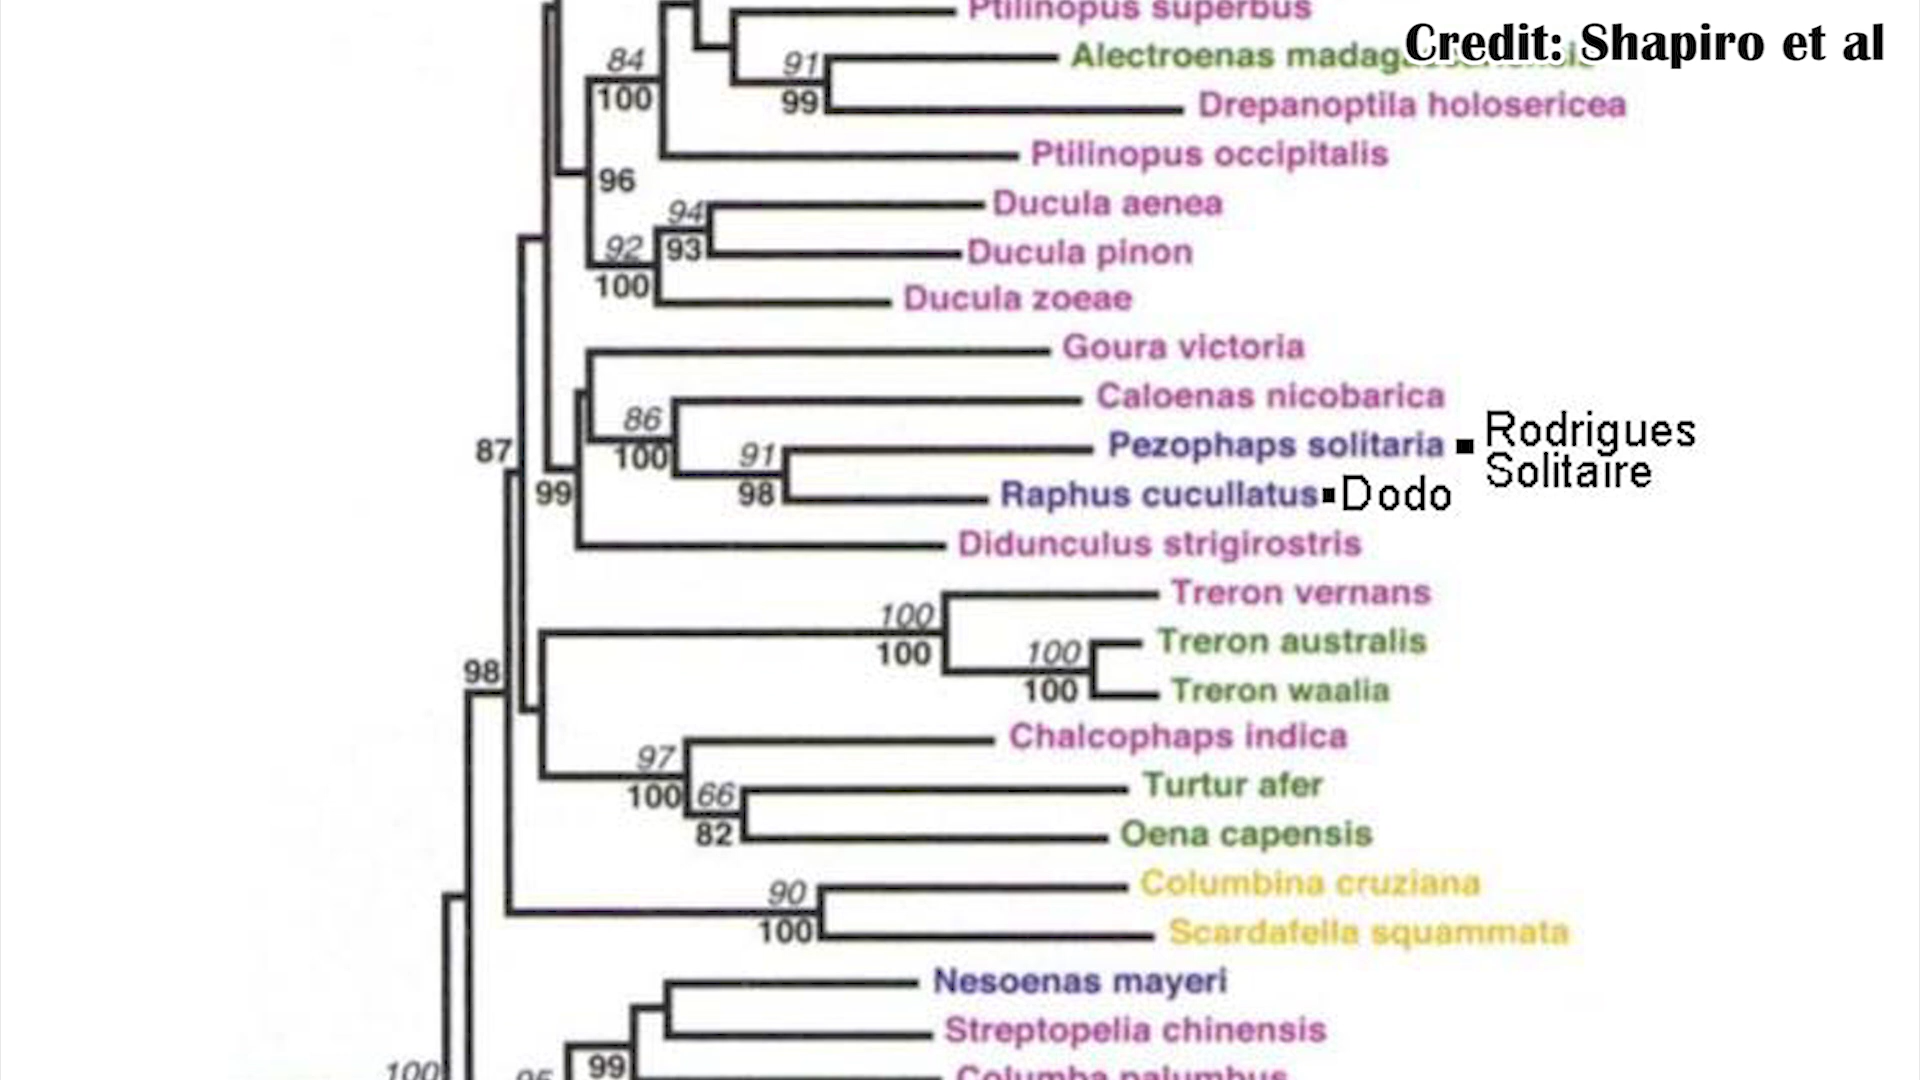 Ptilinopus superbus
Credit: Shapiro et al
84
91
Alectroenas
100
99
Drepanoptila holosericea
Ptilinopus occipitalis
96
Ducula aenea
94
92
93
Ducula pinon
100
Ducula zoeae
Goura victoria
Caloenas nicobarica
86
Rodrigues
87
100
91
Pezophaps solitaria
Solitaire
99
98
Raphus cucullatus
Dodo
Didunculus strigirostris
Treron vernans
100
100
100
Treron australis
98
100
Treron waalia
Chalcophaps indica
97
100
66
Turtur afer
82
Oena capensis
90
Columbina cruziana
100
Scardafella squammata
Nesoenas mayeri
Streptopelia chinensis
100
99
Columba palumbus